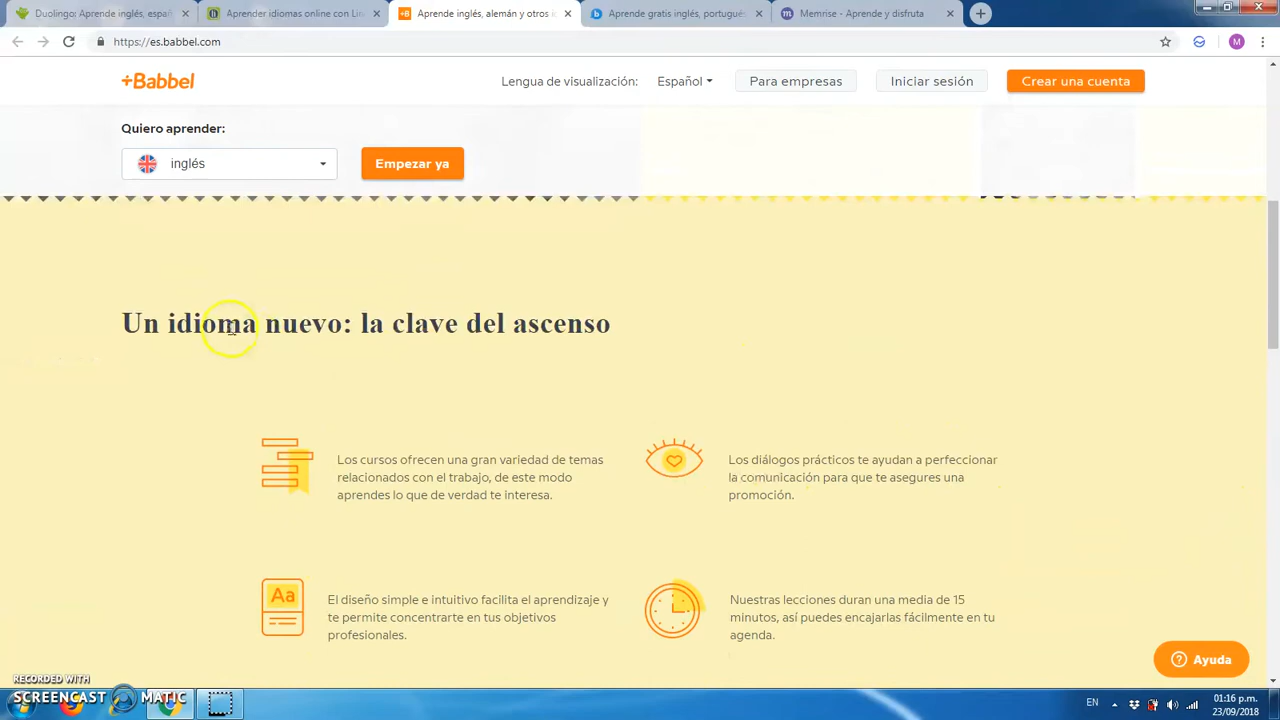 Duolingo: Aprende inglés, españ
Aprender idiomas online con Lin
Aprende inglés, alemán y otros i
Aprende gratis inglés, portugués
Memrise - Aprende y disfruta
https://es.babbel.com
M
+Babbel
Lengua de visualización:
Español
Para empresas
Iniciar sesión
Crear una cuenta
Quiero aprender:
inglés
Empezar ya
Un idioma nuevo: la clave del ascenso
Los cursos ofrecen una gran variedad de temas
relacionados con el trabajo, de este modo
aprendes lo que de verdad te interesa.
Los diálogos prácticos te ayudan a perfeccionar
la comunicación para que te asegures una
promoción.
Aa
El diseño simple e intuitivo facilita el aprendizaje y
te permite concentrarte en tus objetivos
profesionales.
Nuestras lecciones duran una media de 15
minutos, así puedes encajarlas fácilmente en tu
agenda.
? Ayuda
RECORDED WITH
SCREENCAST MATIC
EN
01:16 p.m.
23/09/2018